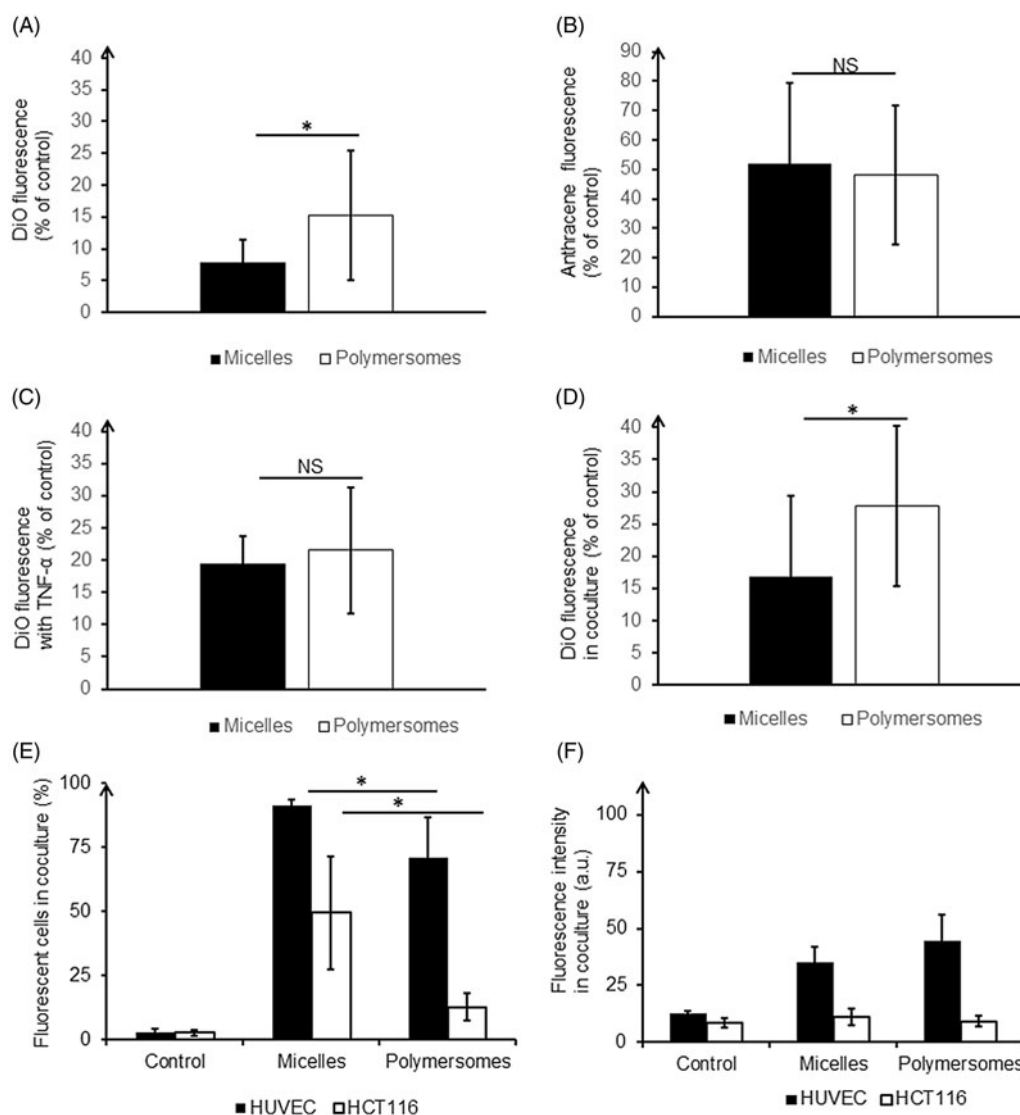 (A)
DiO fluorescence
(% of control)
40
35
30
25
20
15
10
5
0
*
■Micelles □Polymersomes
(B)
Anthracene fluorescence
(% of control)
90
80
70
60
50
40
30
20
10
0
NS
■Micelles □Polymersomes
(C)
DiO fluorescence
with TNF-α (% of control)
40
35
30
25
20
15
10
5
0
NS
■Micelles □Polymersomes
(D)
DiO fluorescence
in coculture (% of control)
40
35
30
25
20
15
10
5
0
*
■Micelles □Polymersomes
(E)
Fluorescent cells in coculture (%)
100
75
50
25
0
*
*
Control Micelles Polymersomes
■HUVEC □HCT116
(F)
Fluorescence intensity
in coculture (a.u.)
100
75
50
25
0
Control Micelles Polymersomes
■HUVEC □HCT116